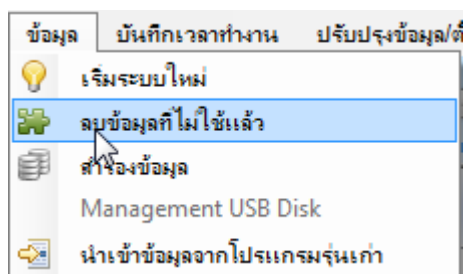 ข้อมูล บันทึกเวลาทำงาน ปรับปรุงข้อมูล/
เริ่มระบบใหม่
ลบข้อมูลที่ไม่ใช้แล้ว
สำรองข้อมูล
Management USB Disk
นำเข้าข้อมูลจากโปรแกรมรุ่นเก่า